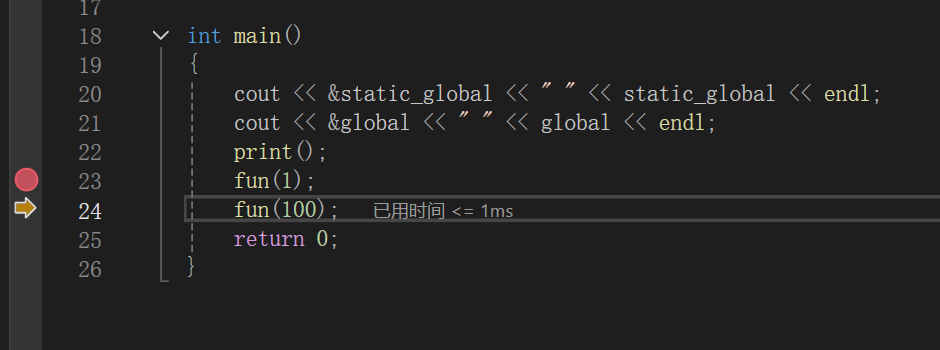 17
18 int main()
19 {
20 cout << &static_global << " " << static_global << endl;
21 cout << &global << " " << global << endl;
22 print();
23 fun(1);
24 fun(100); 已用时间 <= 1ms
25 return 0;
26 }